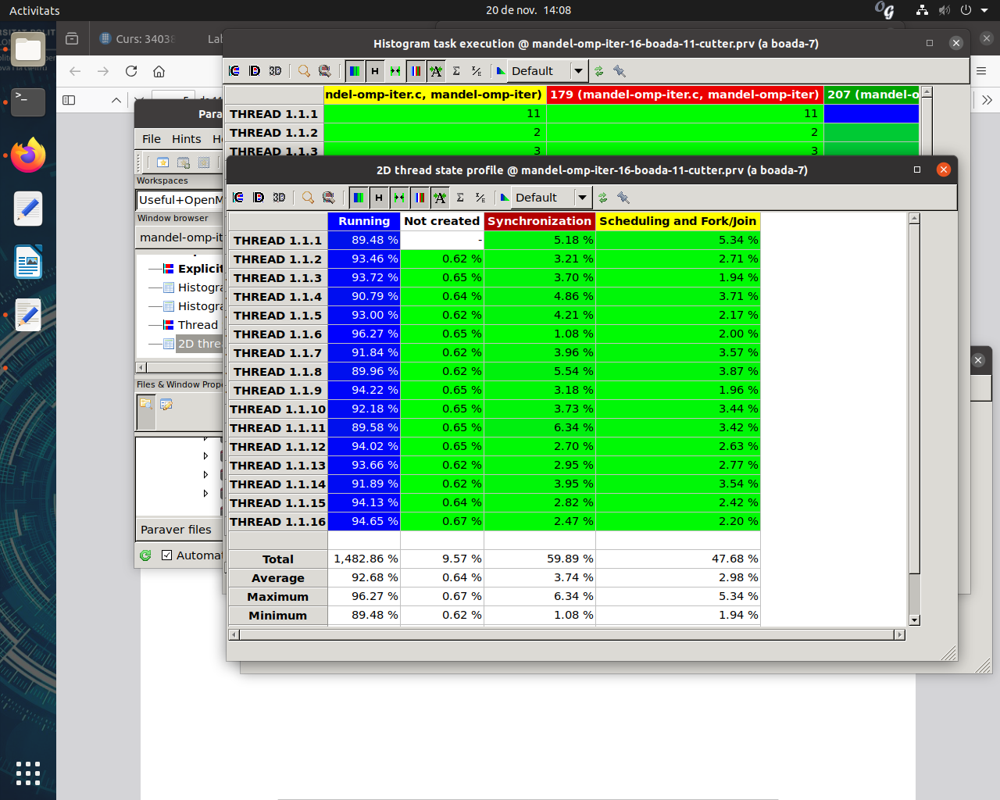 Activitats
20 de nov. 14:08
Curs: 3403
Lab
Histogram task execution @ mandel-omp-iter-16-boada-11-cutter.prv (a boada-7)
3D
Default
ndel-omp-iter.c, mandel-omp-iter) 179 (mandel-omp-iter.c, mandel-omp-iter) 207 (mandel-o
THREAD 1.1.1 11 11
THREAD 1.1.2 2 2
THREAD 1.1.3 3 3
Para
File Hints He
Workspaces
Useful+OpenM
Window browser
mandel-omp-it
Explicit
Histogra
Histogra
Thread
2D threa
Files & Window Prope
Paraver files
Automat
2D thread state profile @ mandel-omp-iter-16-boada-11-cutter.prv (a boada-7)
3D
Default
Running Not created Synchronization Scheduling and Fork/Join
THREAD 1.1.1 89.48 % - 5.18 % 5.34 %
THREAD 1.1.2 93.46 % 0.62 % 3.21 % 2.71 %
THREAD 1.1.3 93.72 % 0.65 % 3.70 % 1.94 %
THREAD 1.1.4 90.79 % 0.64 % 4.86 % 3.71 %
THREAD 1.1.5 93.00 % 0.62 % 4.21 % 2.17 %
THREAD 1.1.6 96.27 % 0.65 % 1.08 % 2.00 %
THREAD 1.1.7 91.84 % 0.62 % 3.96 % 3.57 %
THREAD 1.1.8 89.96 % 0.62 % 5.54 % 3.87 %
THREAD 1.1.9 94.22 % 0.65 % 3.18 % 1.96 %
THREAD 1.1.10 92.18 % 0.65 % 3.73 % 3.44 %
THREAD 1.1.11 89.58 % 0.65 % 6.34 % 3.42 %
THREAD 1.1.12 94.02 % 0.65 % 2.70 % 2.63 %
THREAD 1.1.13 93.66 % 0.62 % 2.95 % 2.77 %
THREAD 1.1.14 91.89 % 0.62 % 3.95 % 3.54 %
THREAD 1.1.15 94.13 % 0.64 % 2.82 % 2.42 %
THREAD 1.1.16 94.65 % 0.67 % 2.47 % 2.20 %
Total 1,482.86 % 9.57 % 59.89 % 47.68 %
Average 92.68 % 0.64 % 3.74 % 2.98 %
Maximum 96.27 % 0.67 % 6.34 % 5.34 %
Minimum 89.48 % 0.62 % 1.08 % 1.94 %